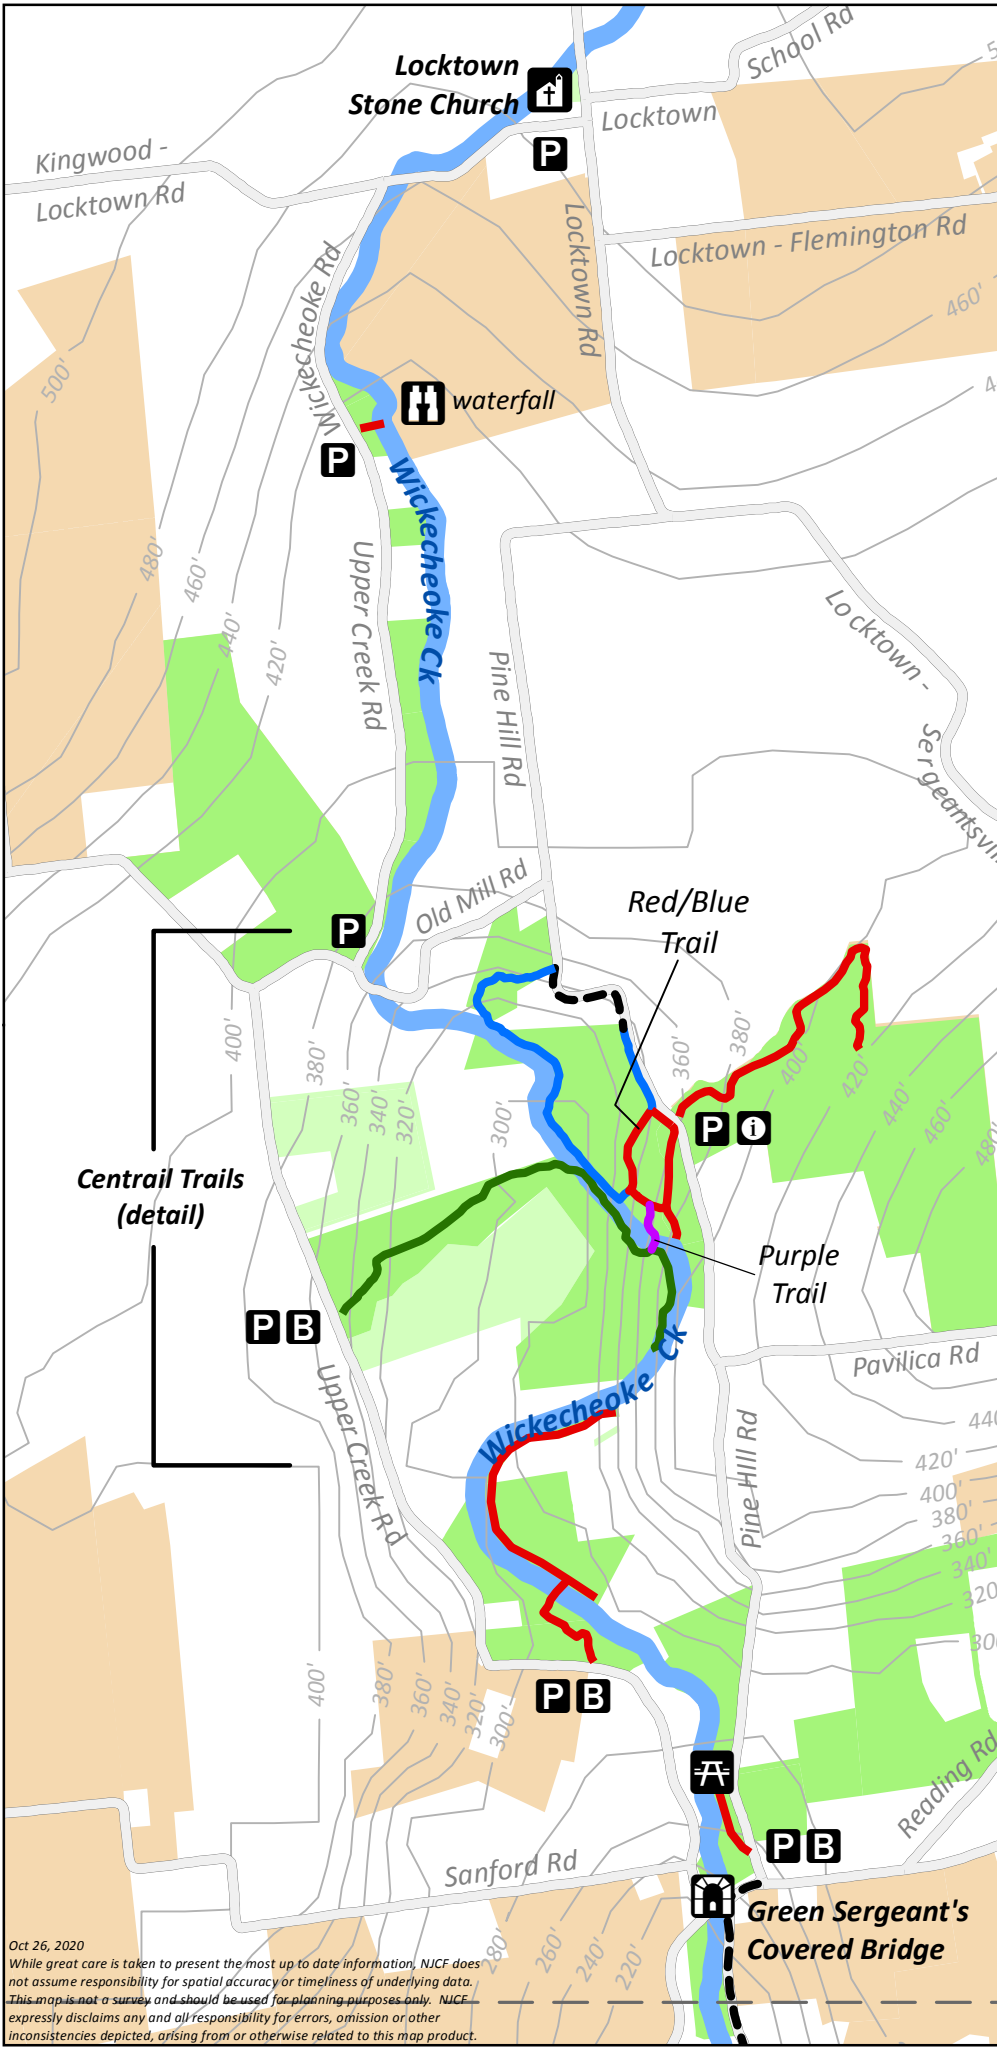 School Rd
Locktown
Stone Church
Locktown
P
Kingwood -
Locktown Rd
Locktown Rd
Locktown - Flemington Rd
460'
Wickecheoke Rd
500'
waterfall
P
Wickecheoke Ck
480'
460'
440'
420'
Upper Creek Rd
Pine Hill Rd
Locktown -
Sergeantsvil
Old Mill Rd
Red/Blue
Trail
P
400'
380'
360'
340'
320'
300'
360'
380'
400'
420'
440'
460'
480'
P i
Centrail Trails
(detail)
Purple
Trail
P B
Wickecheoke Ck
Pavilica Rd
Upper Creek Rd
Pine Hill Rd
440
420'
400'
380'
360'
340'
320
300
400'
380'
360'
340'
320'
300'
P B
Reading Rd
P B
Sanford Rd
Green Sergeant's
Covered Bridge
280'
260'
240'
220'
Oct 26, 2020
While great care is taken to present the most up to date information, NJCF does
not assume responsibility for spatial accuracy or timeliness of underlying data.
This map is not a survey and should be used for planning purposes only. NJCF
expressly disclaims any and all responsibility for errors, omission or other
inconsistencies depicted, arising from or otherwise related to this map product.